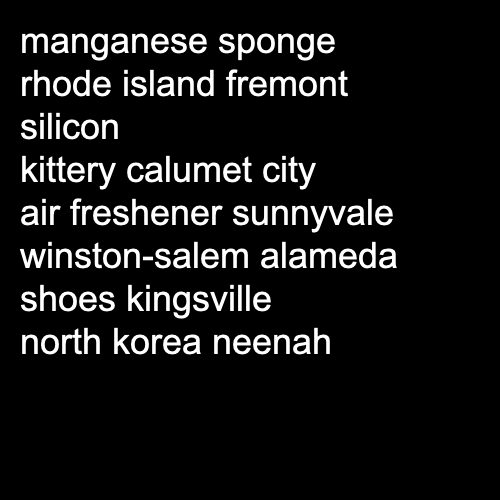 manganese sponge
rhode island fremont
silicon
kittery calumet city
air freshener sunnyvale
winston-salem alameda
shoes kingsville
north korea neenah